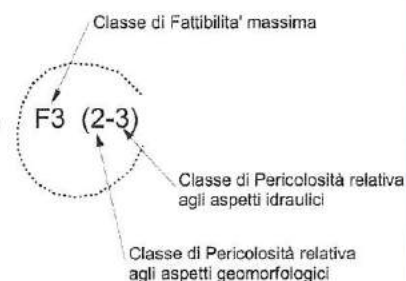 Classe di Fattibilita' massima
F3 (2-3)
Classe di Pericolosità relativa
agli aspetti idraulici
Classe di Pericolosità relativa
agli aspetti geomorfologici